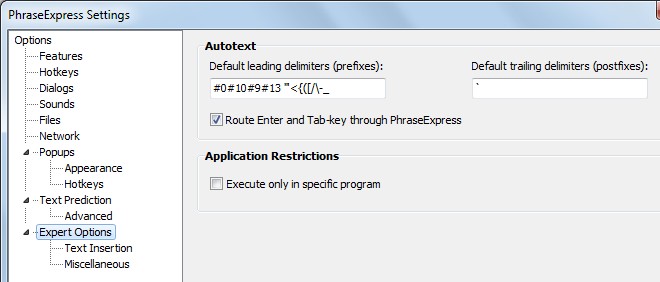 PhraseExpress Settings
Options
Features
Hotkeys
Dialogs
Sounds
Files
Network
Popups
Appearance
Hotkeys
Text Prediction
Advanced
Expert Options
Text Insertion
Miscellaneous
Autotext
Default leading delimiters (prefixes):
Default trailing delimiters (postfixes):
#0#10#9#13 '"<{([/\-_
`
Route Enter and Tab-key through PhraseExpress
Application Restrictions
Execute only in specific program